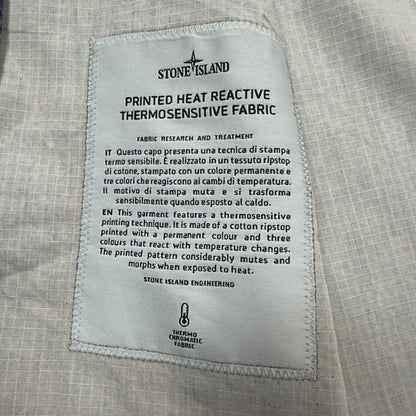 STONE ISLAND
PRINTED HEAT REACTIVE
THERMOSENSITIVE FABRIC
FABRIC RESEARCH AND TREATMENT
IT Questo capo presenta una tecnica di stampa
termo sensibile. È realizzato in un tessuto ripstop
di cotone, stampato con un colore permanente e
tre colori che reagiscono ai cambi di temperatura.
Il motivo di stampa muta e si trasforma
sensibilmente quando esposto al caldo.
EN This garment features a thermosensitive
printing technique. It is made of a cotton ripstop
printed with a permanent colour and three
colours that react with temperature changes.
The printed pattern considerably mutes and
morphs when exposed to heat.
STONE ISLAND ENGINEERING
THERMO
CHROMATIC
FABRIC